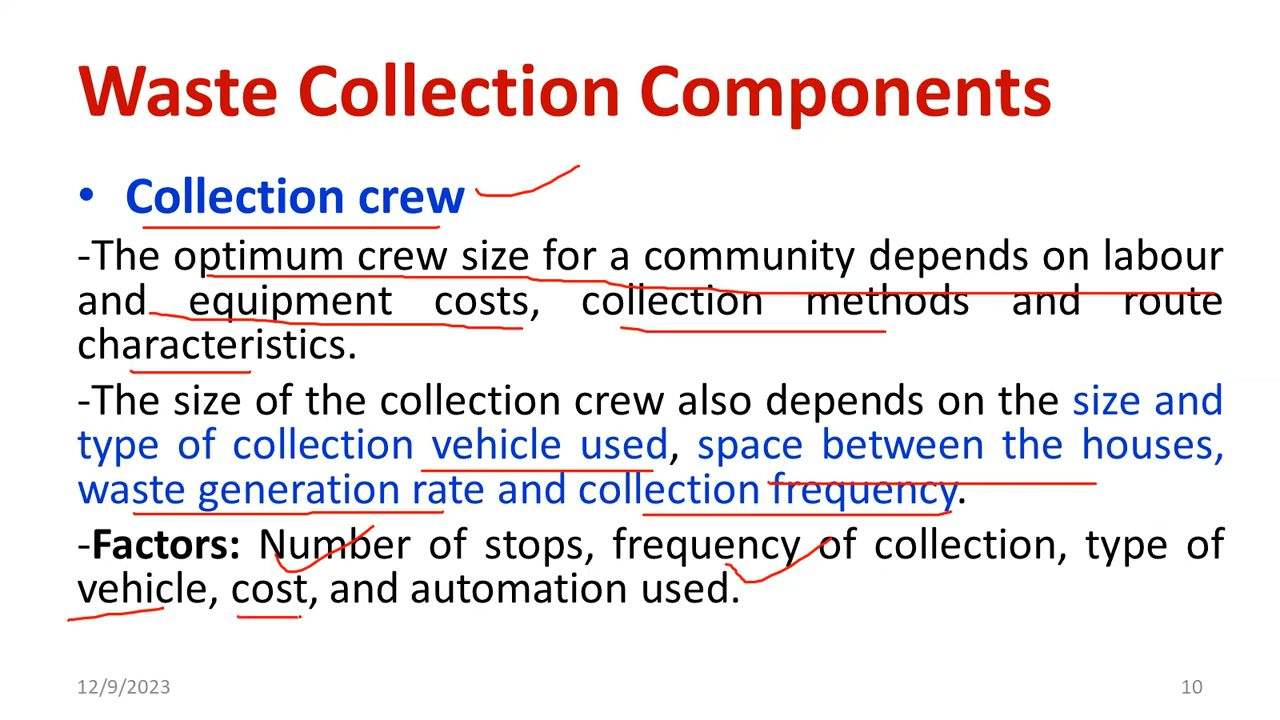 Waste Collection Components
• Collection crew
-The optimum crew size for a community depends on labour
and equipment costs, collection methods and route
characteristics.
-The size of the collection crew also depends on the size and
type of collection vehicle used, space between the houses,
waste generation rate and collection frequency.
-Factors: Number of stops, frequency of collection, type of
vehicle, cost, and automation used.
12/9/2023
10